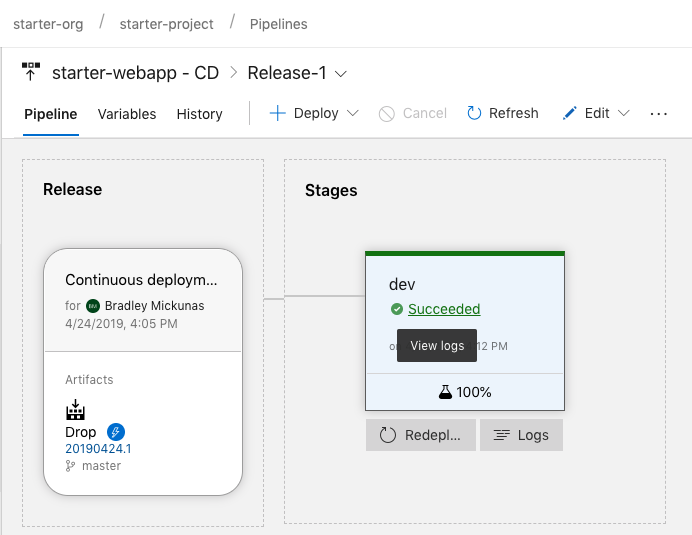 starter-org / starter-project / Pipelines
starter-webapp - CD > Release-1
Pipeline Variables History Deploy Cancel Refresh Edit ...
Release
Stages
Continuous deploym...
for BM Bradley Mickunas
4/24/2019, 4:05 PM
Artifacts
Drop
20190424.1
master
dev
Succeeded
View logs
12 PM
100%
Redepl... Logs